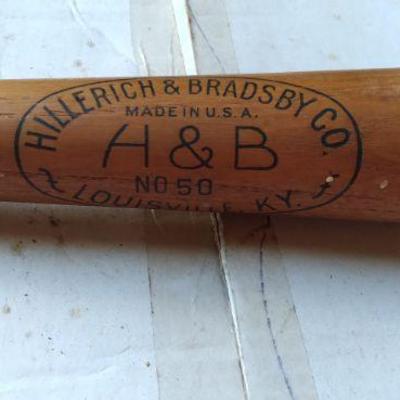 HILLERICH & BRADSBY CO.
MADE IN U.S.A.
H & B
NO 50
LOUISVILLE, KY.